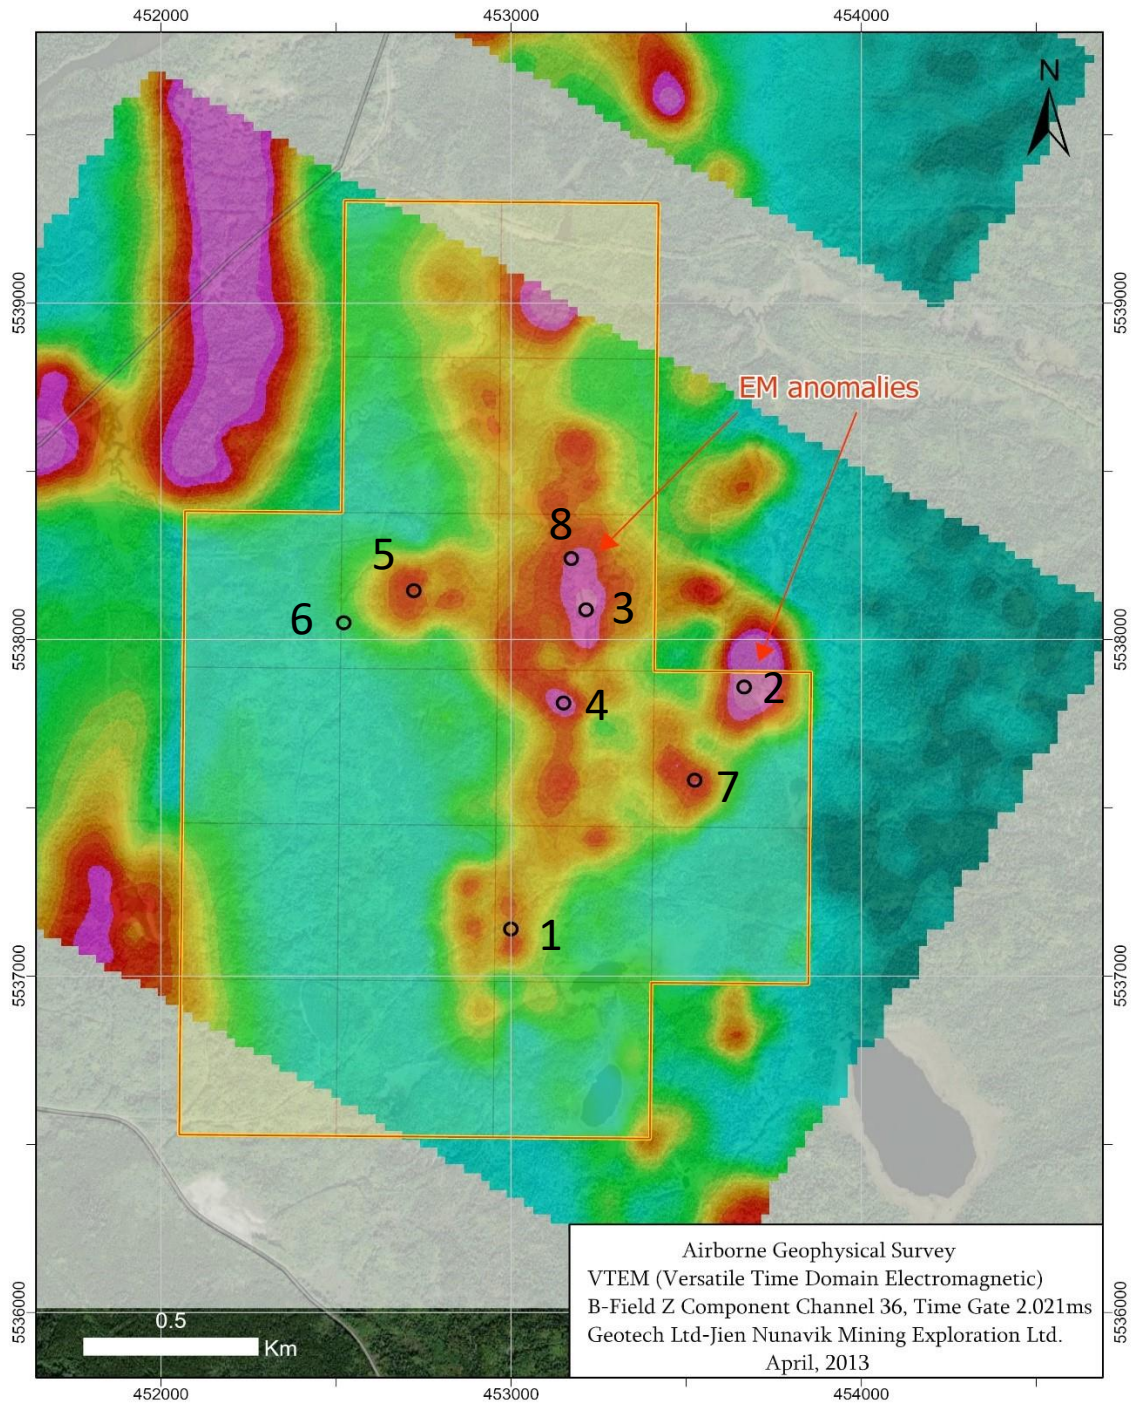 452000 453000 454000
N
5539000 5539000
EM anomalies
8
5
6 3
5538000 5538000
2
4
7
1
5537000 5537000
Airborne Geophysical Survey
VTEM (Versatile Time Domain Electromagnetic)
B-Field Z Component Channel 36, Time Gate 2.021ms
Geotech Ltd-Jien Nunavik Mining Exploration Ltd.
April, 2013
5536000 5536000
0.5
Km
452000 453000 454000